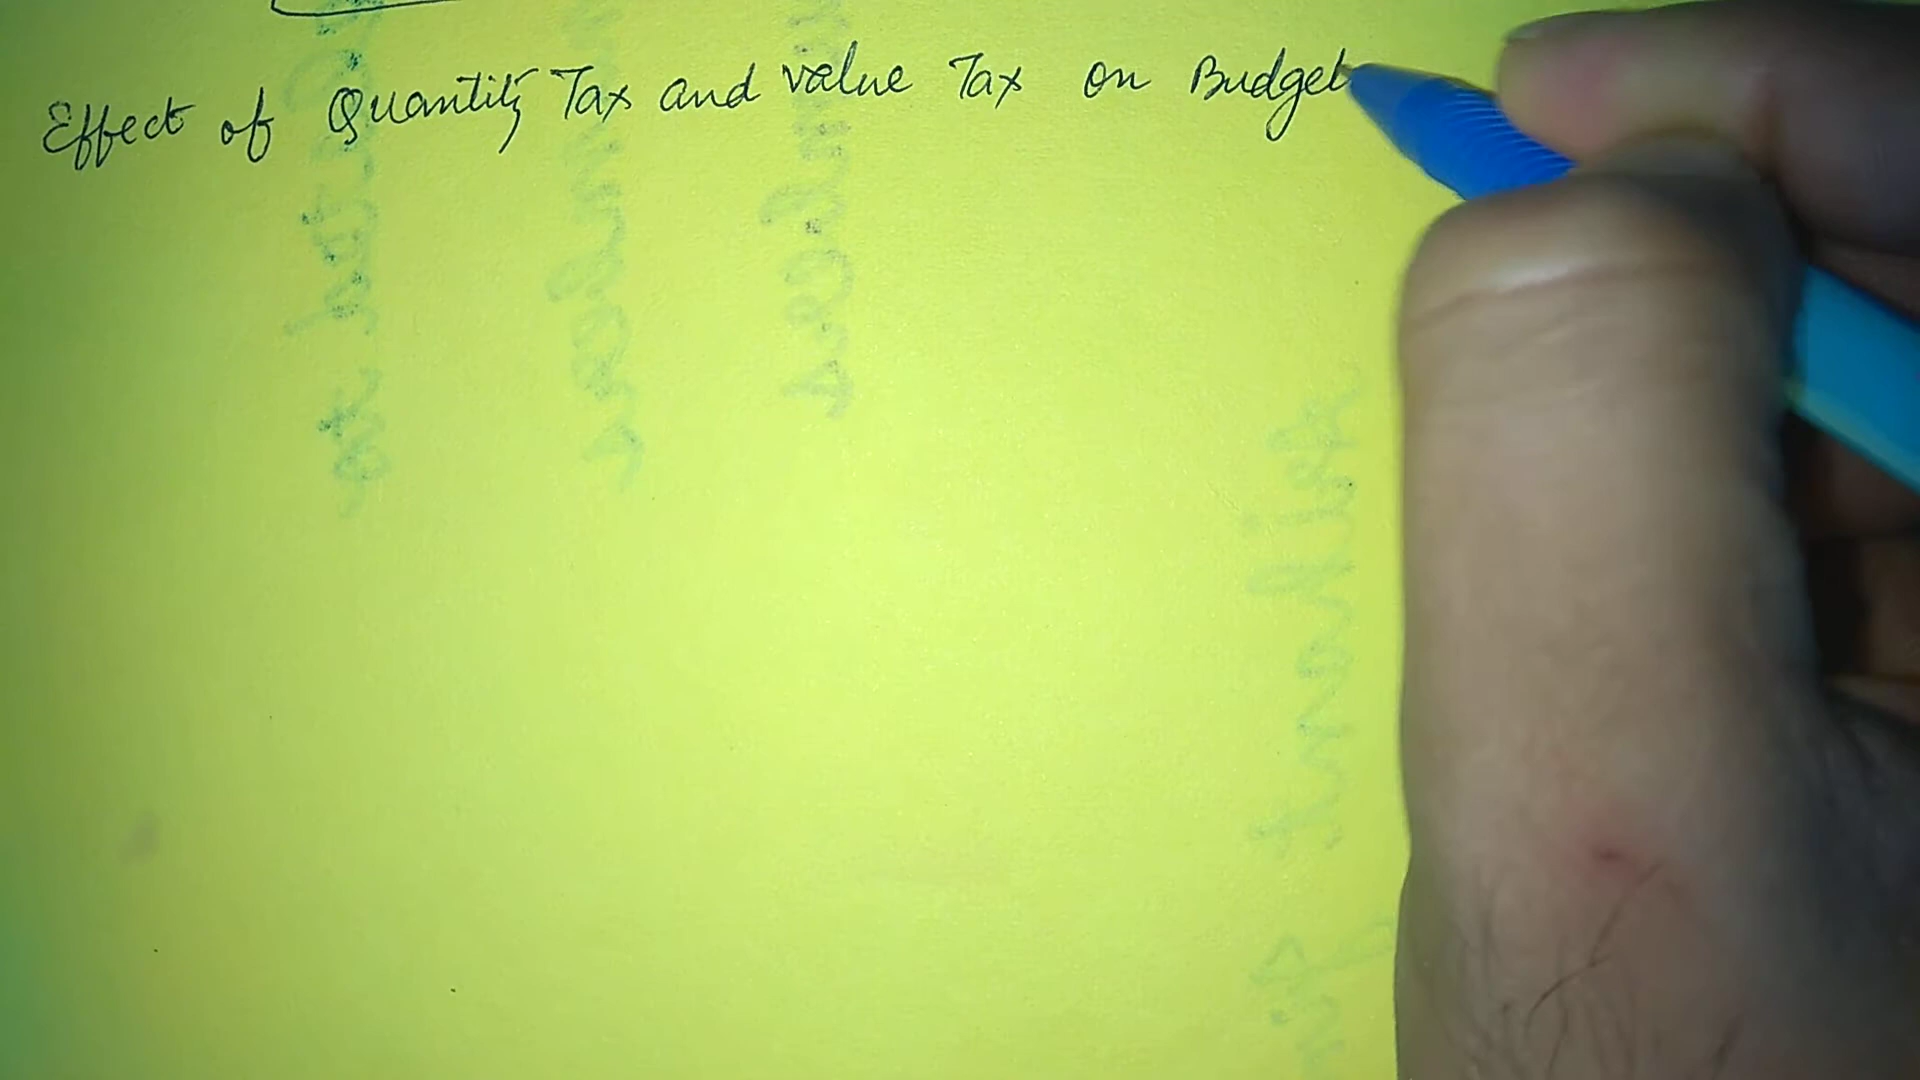 Effect of Quantity Tax and value Tax on Budget